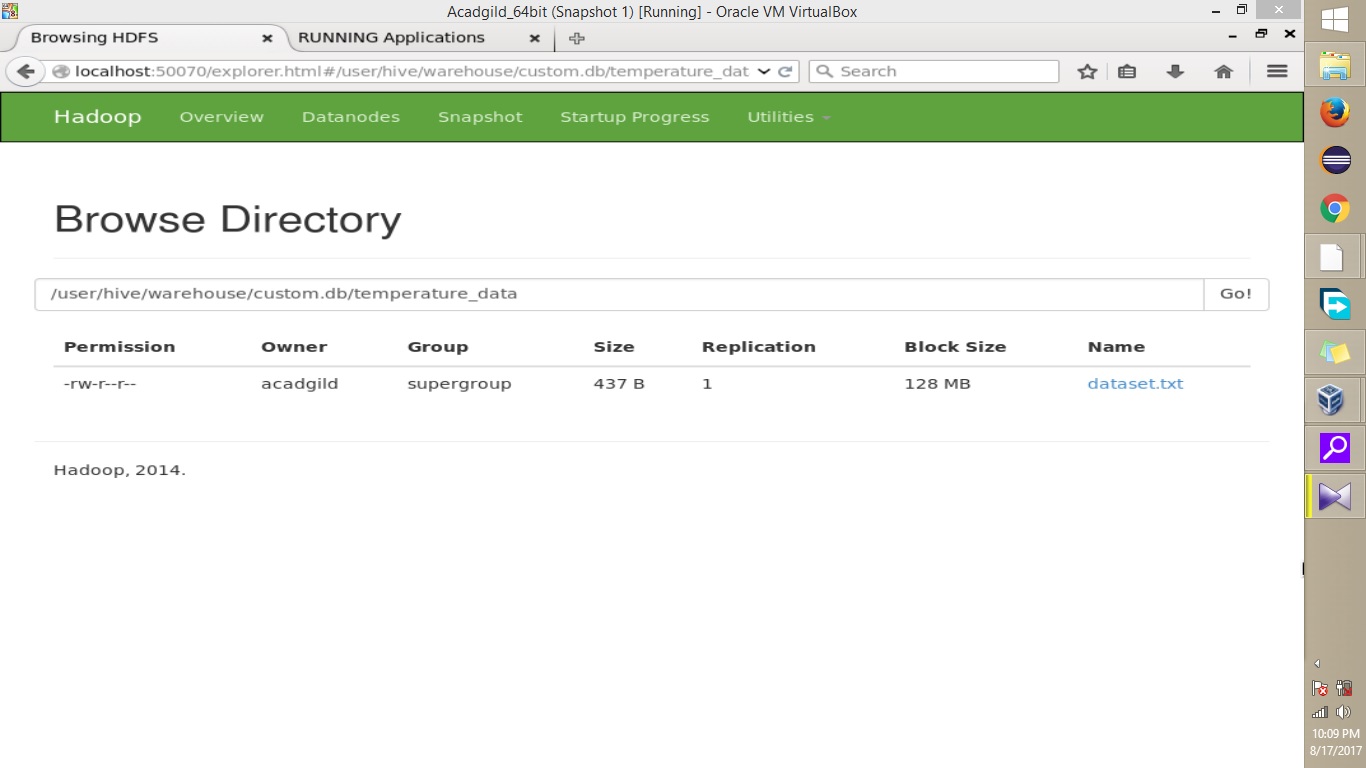 Acadgild_64bit (Snapshot 1) [Running] - Oracle VM VirtualBox
Browsing HDFS
RUNNING Applications
localhost:50070/explorer.html#/user/hive/warehouse/custom.db/temperature_dat
Search
Hadoop Overview Datanodes Snapshot Startup Progress Utilities
Browse Directory
/user/hive/warehouse/custom.db/temperature_data Go!
Permission Owner Group Size Replication Block Size Name
-rw-r--r-- acadgild supergroup 437 B 1 128 MB dataset.txt
Hadoop, 2014.
10:09 PM
8/17/2017